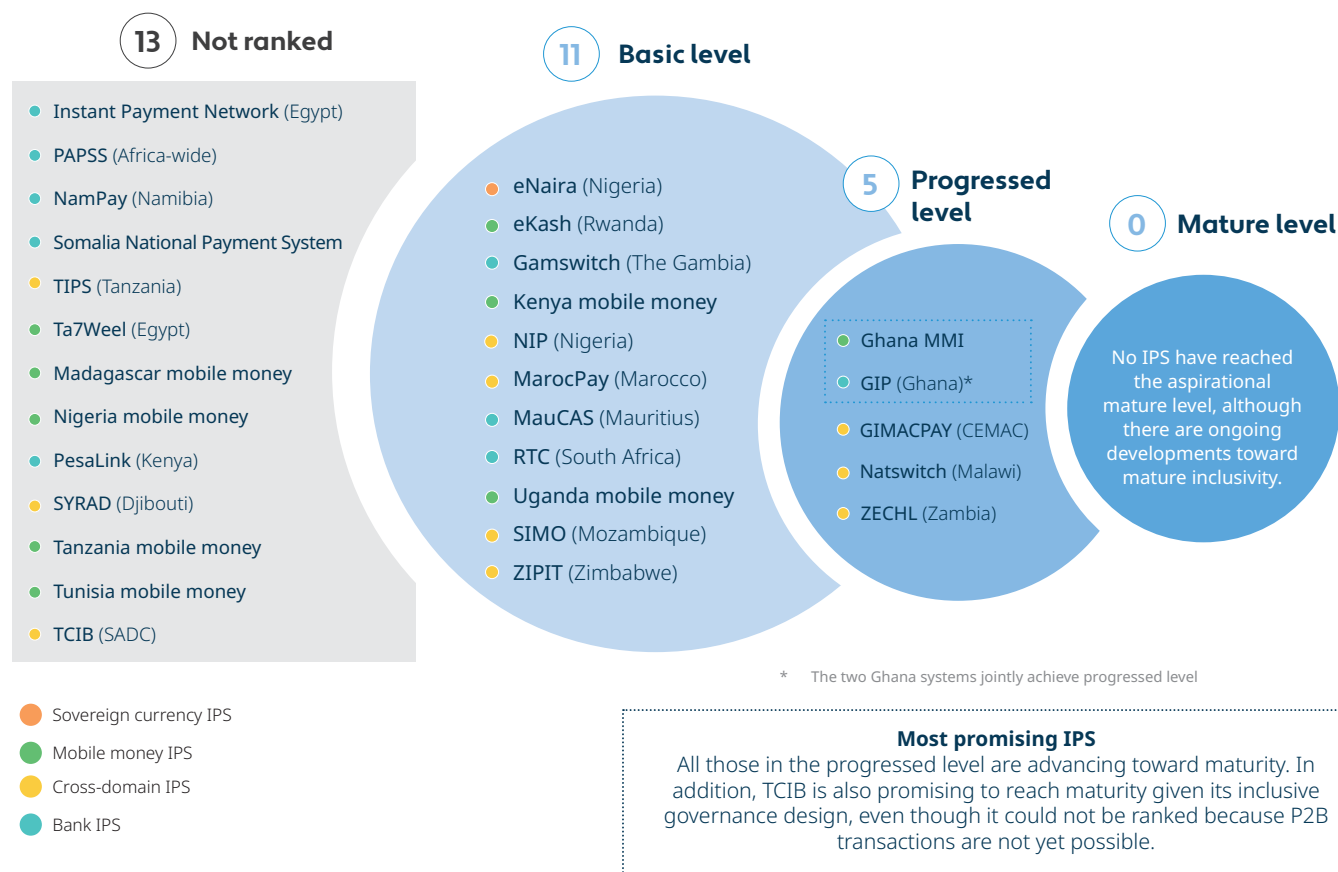 13 Not ranked
Instant Payment Network (Egypt)
PAPSS (Africa-wide)
NamPay (Namibia)
Somalia National Payment System
TIPS (Tanzania)
Ta7Weel (Egypt)
Madagascar mobile money
Nigeria mobile money
PesaLink (Kenya)
SYRAD (Djibouti)
Tanzania mobile money
Tunisia mobile money
TCIB (SADC)
11 Basic level
eNaira (Nigeria)
eKash (Rwanda)
Gamswitch (The Gambia)
Kenya mobile money
NIP (Nigeria)
MarocPay (Marocco)
MauCAS (Mauritius)
RTC (South Africa)
Uganda mobile money
SIMO (Mozambique)
ZIPIT (Zimbabwe)
5 Progressed
level
Ghana MMI
GIP (Ghana)*
GIMACPAY (CEMAC)
Natswitch (Malawi)
ZECHL (Zambia)
0 Mature level
No IPS have reached
the aspirational
mature level, although
there are ongoing
developments toward
mature inclusivity.
* The two Ghana systems jointly achieve progressed level
Sovereign currency IPS
Mobile money IPS
Cross-domain IPS
Bank IPS
Most promising IPS
All those in the progressed level are advancing toward maturity. In
addition, TCIB is also promising to reach maturity given its inclusive
governance design, even though it could not be ranked because P2B
transactions are not yet possible.